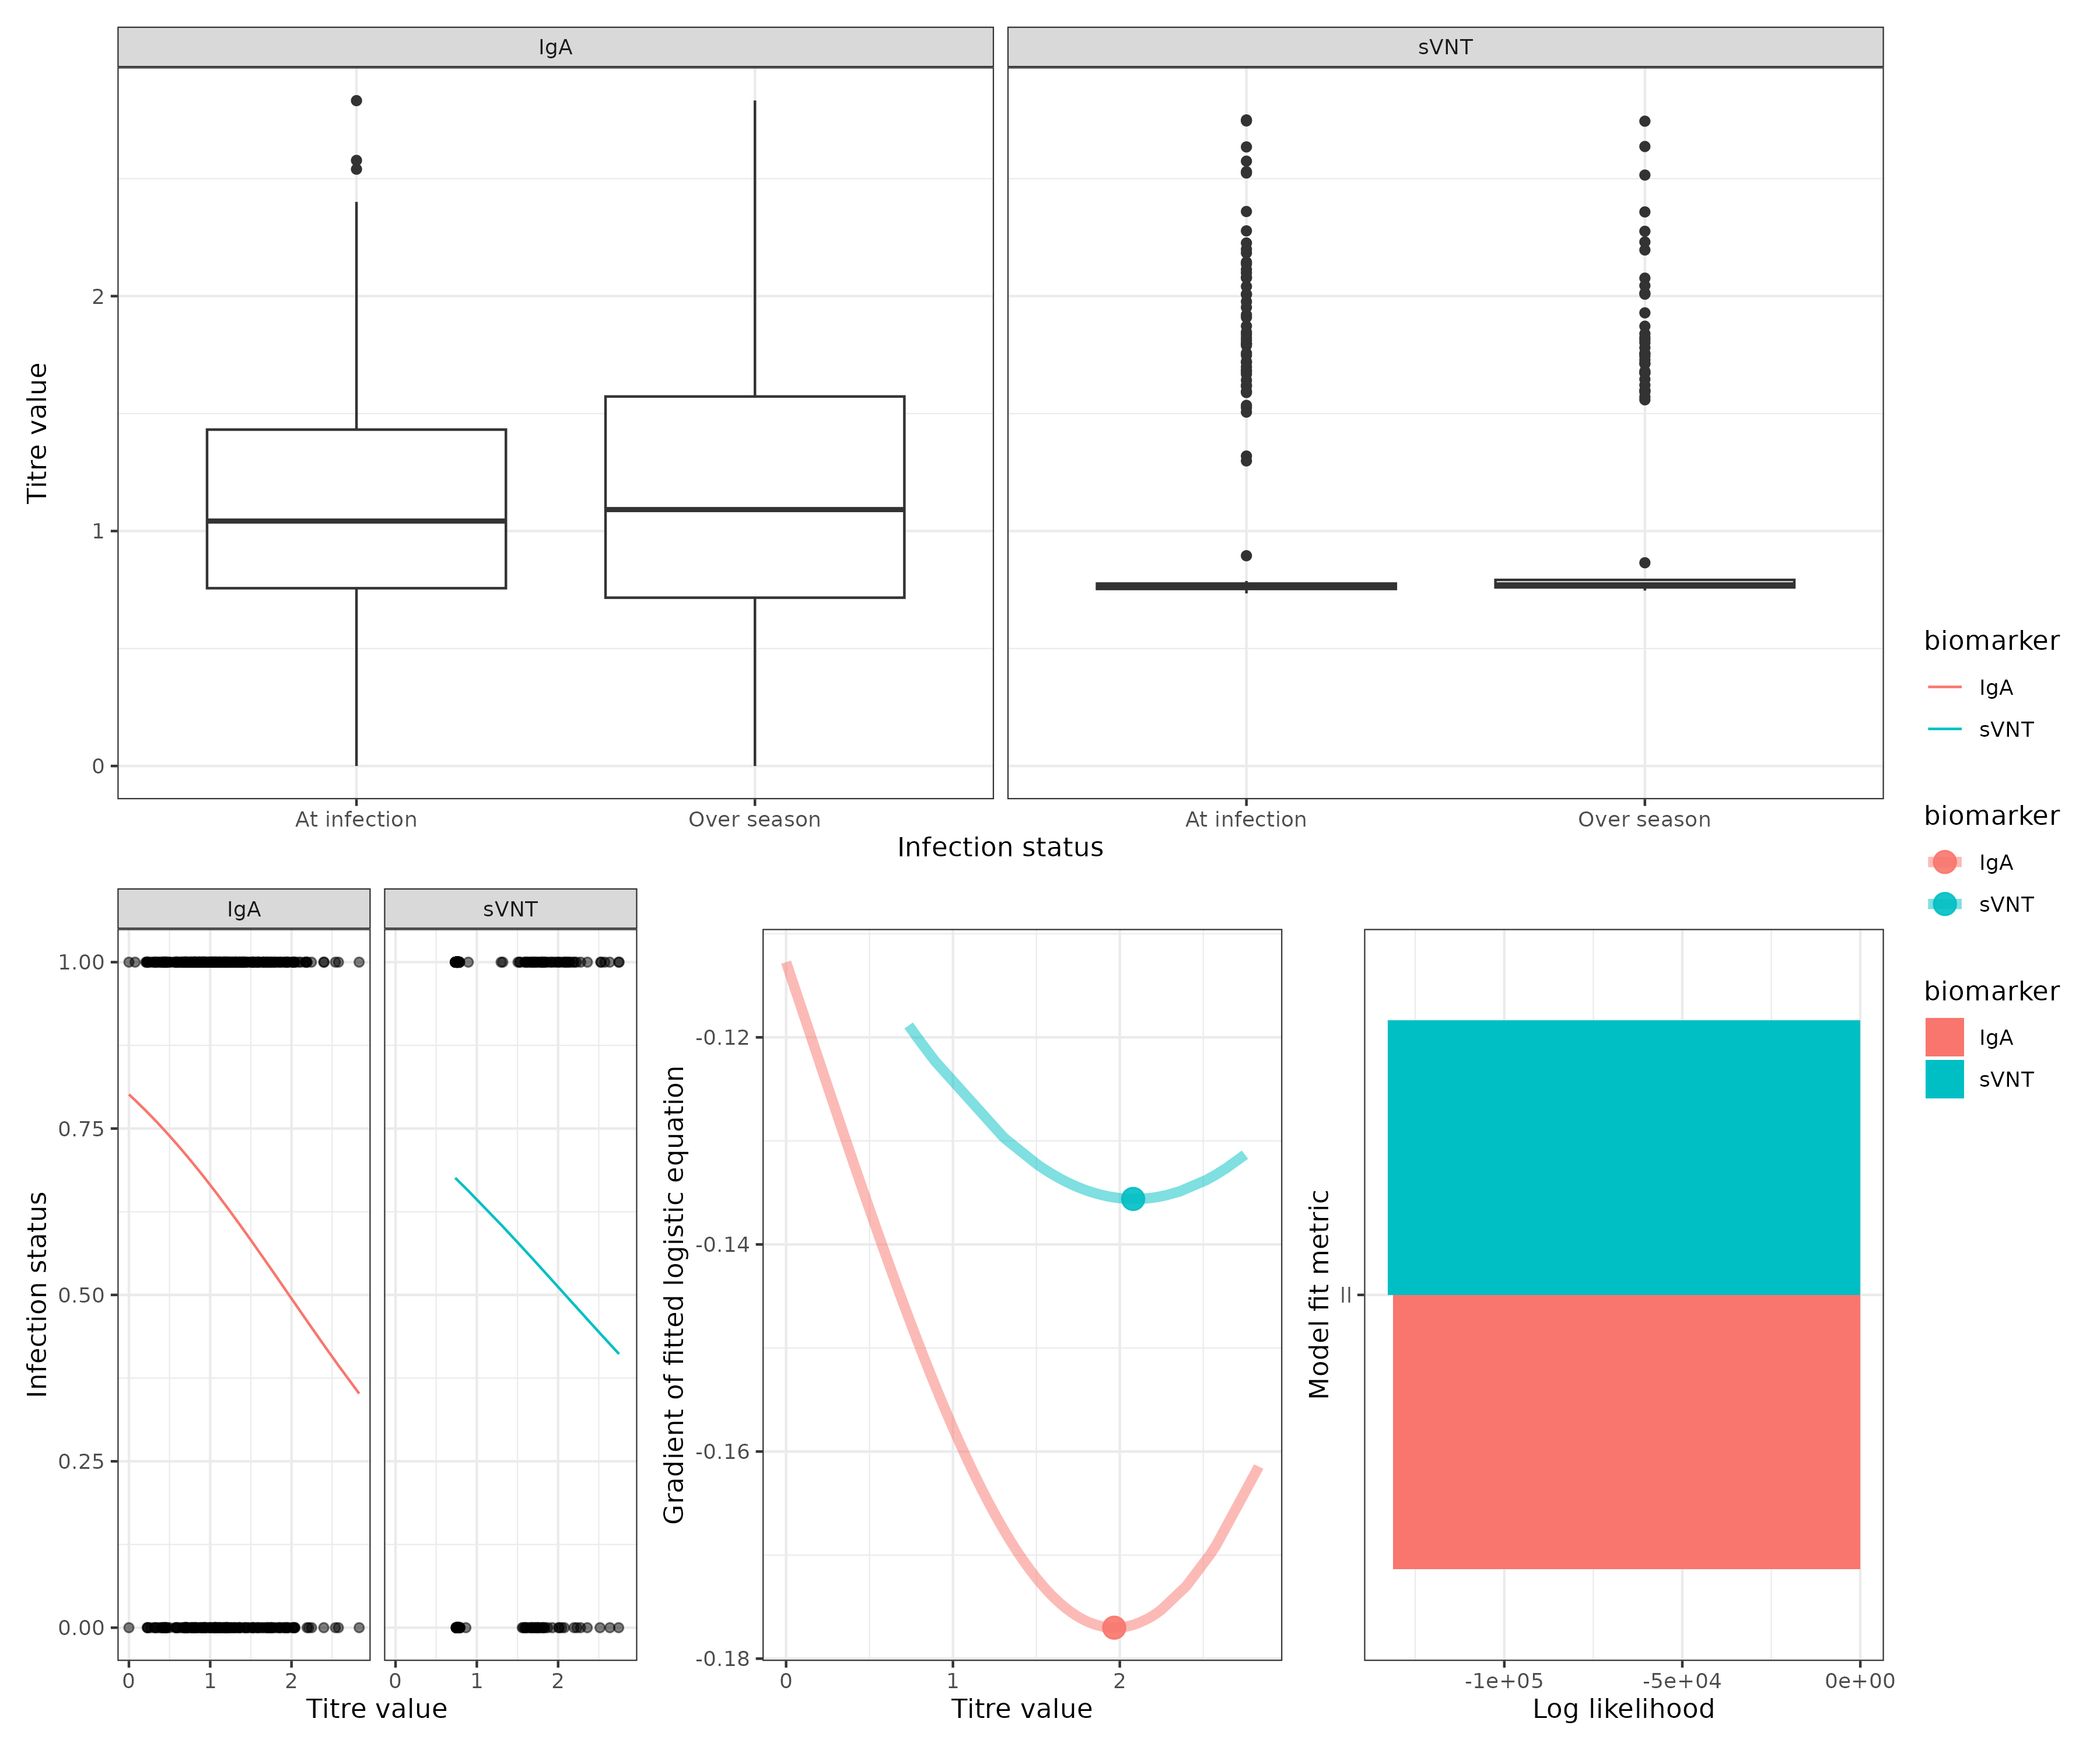 IgA
sVNT
Titre value
2
1
0
At infection
Over season
At infection
Over season
Infection status
biomarker
IgA
sVNT
biomarker
IgA
sVNT
biomarker
IgA
sVNT
IgA
sVNT
Infection status
1.00
0.75
0.50
0.25
0.00
0
1
2
0
1
2
Titre value
Gradient of fitted logistic equation
-0.12
-0.14
-0.16
-0.18
0
1
2
Titre value
Model fit metric
ll
-1e+05
-5e+04
0e+00
Log likelihood